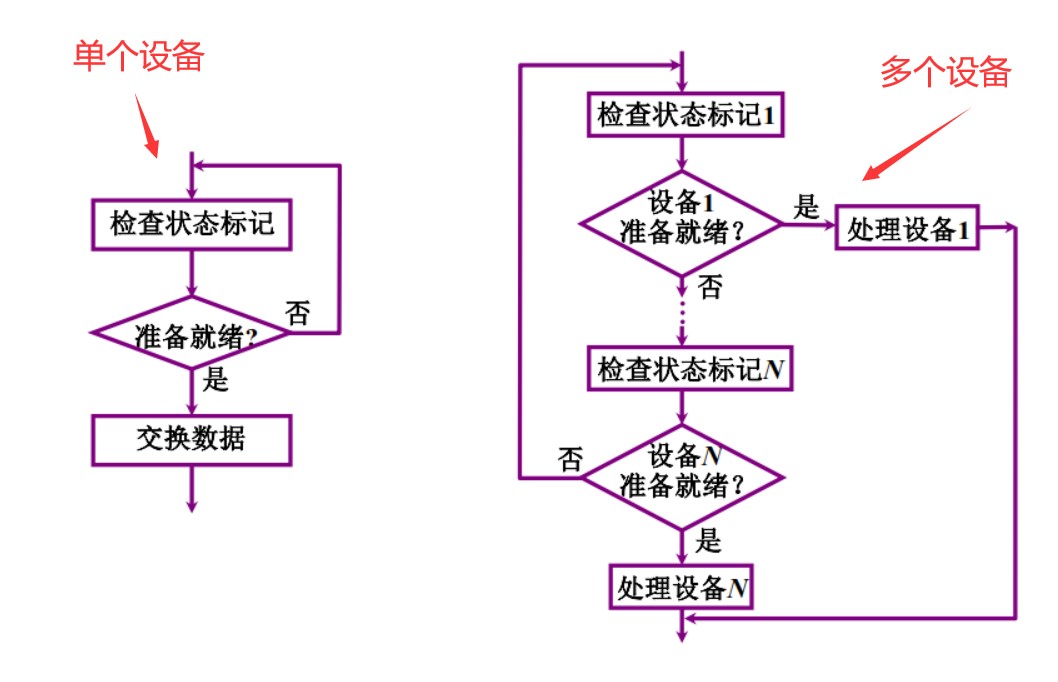 单个设备
检查状态标记
准备就绪?
否
是
交换数据
多个设备
检查状态标记1
设备1
准备就绪?
是
处理设备1
否
检查状态标记N
设备N
准备就绪?
否
是
处理设备N